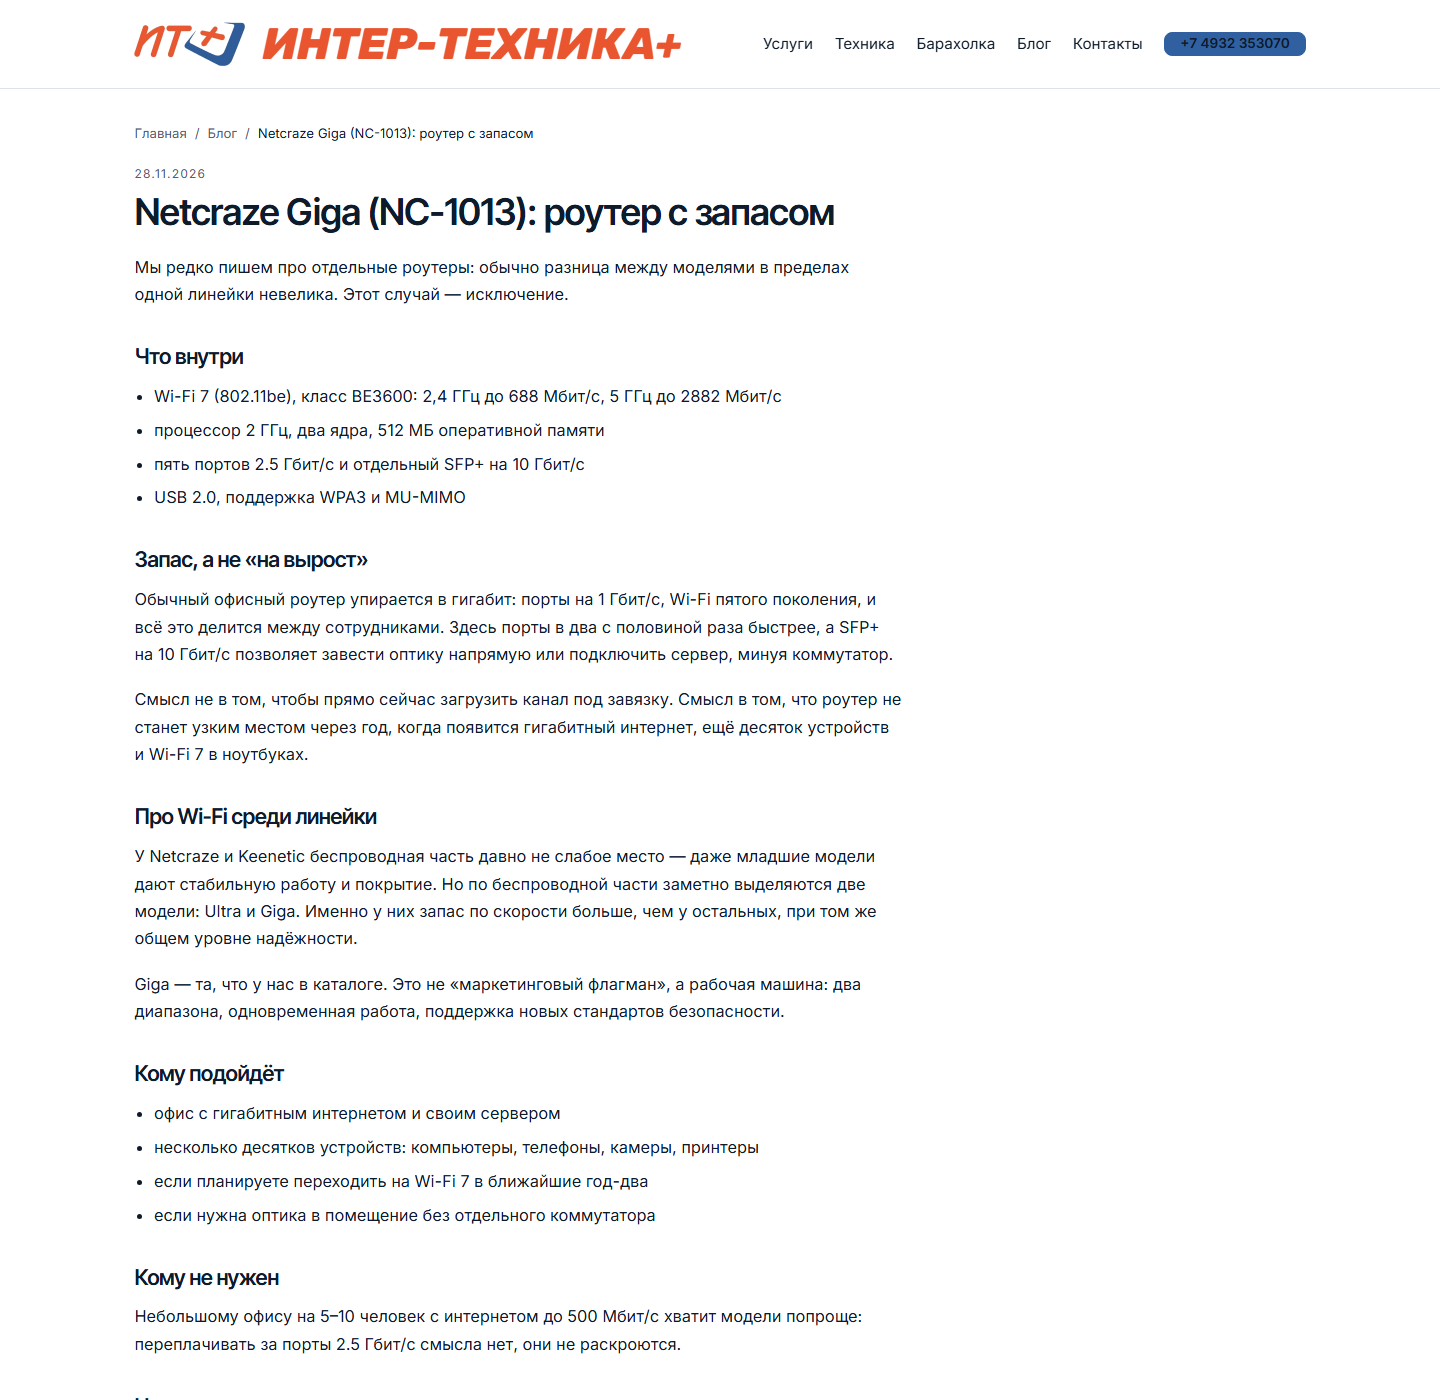 ИТ+ ИНТЕР-ТЕХНИКА+
Услуги Техника Барахолка Блог Контакты +7 4932 353070
Главная / Блог / Netcraze Giga (NC-1013): роутер с запасом
28.11.2026
Netcraze Giga (NC-1013): роутер с запасом
Мы редко пишем про отдельные роутеры: обычно разница между моделями в пределах
одной линейки невелика. Этот случай — исключение.
Что внутри
• Wi-Fi 7 (802.11be), класс BE3600: 2,4 ГГц до 688 Мбит/с, 5 ГГц до 2882 Мбит/с
• процессор 2 ГГц, два ядра, 512 МБ оперативной памяти
• пять портов 2.5 Гбит/с и отдельный SFP+ на 10 Гбит/с
• USB 2.0, поддержка WPA3 и MU-MIMO
Запас, а не «на вырост»
Обычный офисный роутер упирается в гигабит: порты на 1 Гбит/с, Wi-Fi пятого поколения, и
всё это делится между сотрудниками. Здесь порты в два с половиной раза быстрее, а SFP+
на 10 Гбит/с позволяет завести оптику напрямую или подключить сервер, минуя коммутатор.
Смысл не в том, чтобы прямо сейчас загрузить канал под завязку. Смысл в том, что роутер не
станет узким местом через год, когда появится гигабитный интернет, ещё десяток устройств
и Wi-Fi 7 в ноутбуках.
Про Wi-Fi среди линейки
У Netcraze и Keenetic беспроводная часть давно не слабое место — даже младшие модели
дают стабильную работу и покрытие. Но по беспроводной части заметно выделяются две
модели: Ultra и Giga. Именно у них запас по скорости больше, чем у остальных, при том же
общем уровне надёжности.
Giga — та, что у нас в каталоге. Это не «маркетинговый флагман», а рабочая машина: два
диапазона, одновременная работа, поддержка новых стандартов безопасности.
Кому подойдёт
• офис с гигабитным интернетом и своим сервером
• несколько десятков устройств: компьютеры, телефоны, камеры, принтеры
• если планируете переходить на Wi-Fi 7 в ближайшие год-два
• если нужна оптика в помещение без отдельного коммутатора
Кому не нужен
Небольшому офису на 5–10 человек с интернетом до 500 Мбит/с хватит модели попроще:
переплачивать за порты 2.5 Гбит/с смысла нет, они не раскроются.